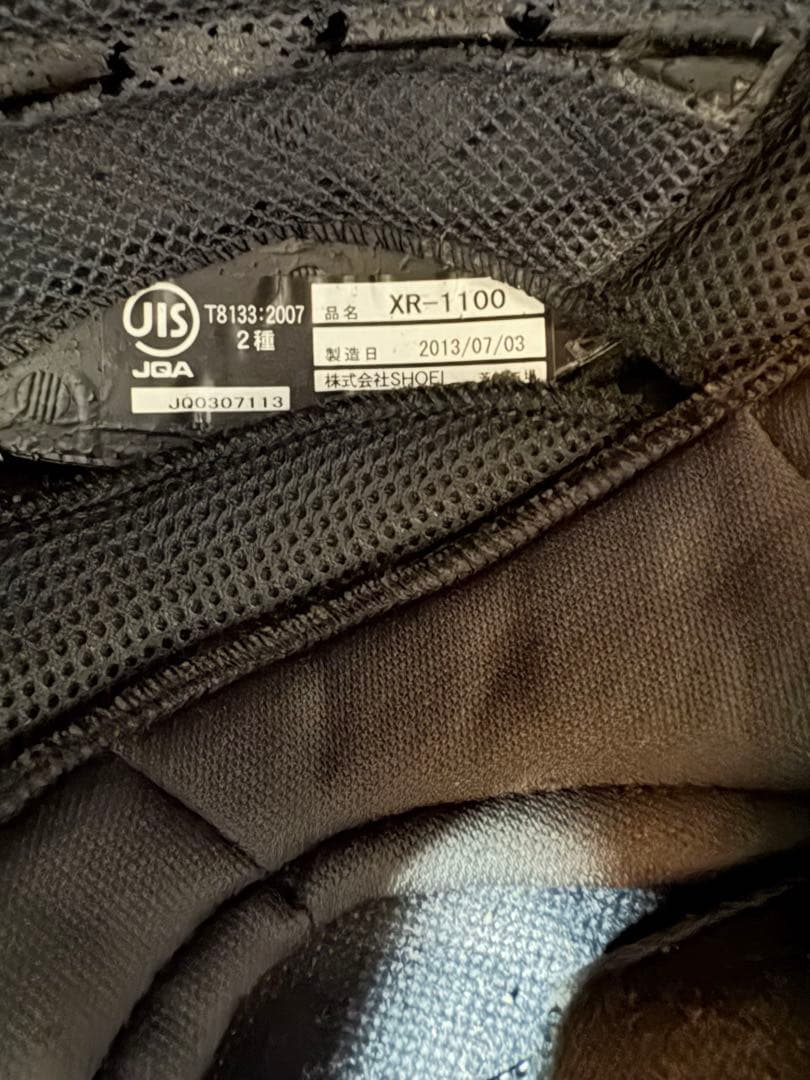 JIS
T8133:2007
2種
JQA
JQ0307113
品名 XR-1100
製造日 2013/07/03
株式会社SHOEI